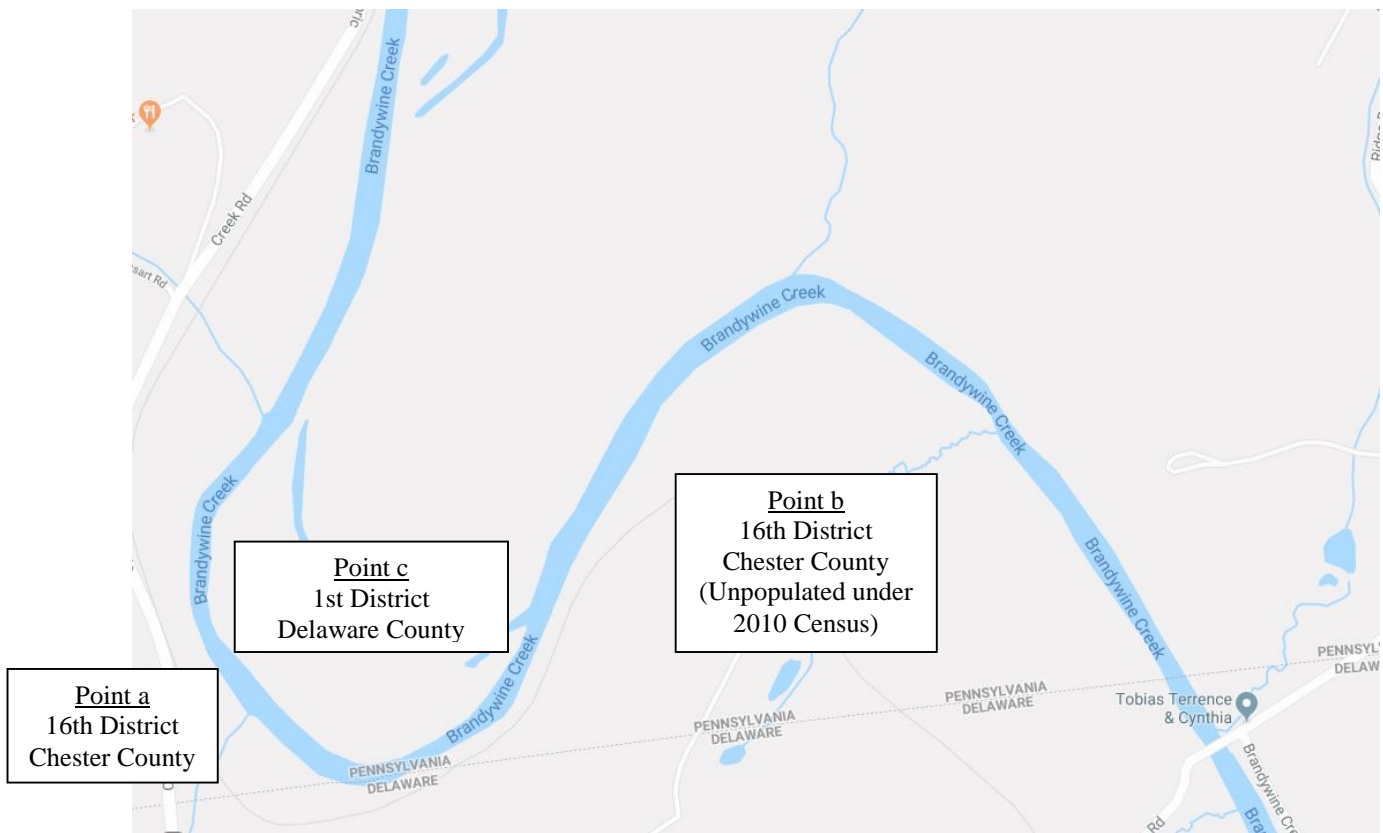 Brandywine Creek
Creek Rd
Brandywine Creek
Brandywine Creek
Brandywine Creek
Brandywine Creek
Point b
16th District
Chester County
(Unpopulated under
2010 Census)
Point c
1st District
Delaware County
Brandywine Creek
Brandywine Creek
Point a
16th District
Chester County
PENNSYLVANIA
DELAWARE
PENNSYLVANIA
DELAWARE
PENNSYLVANIA
DELAWARE
Tobias Terrence
& Cynthia
Rd